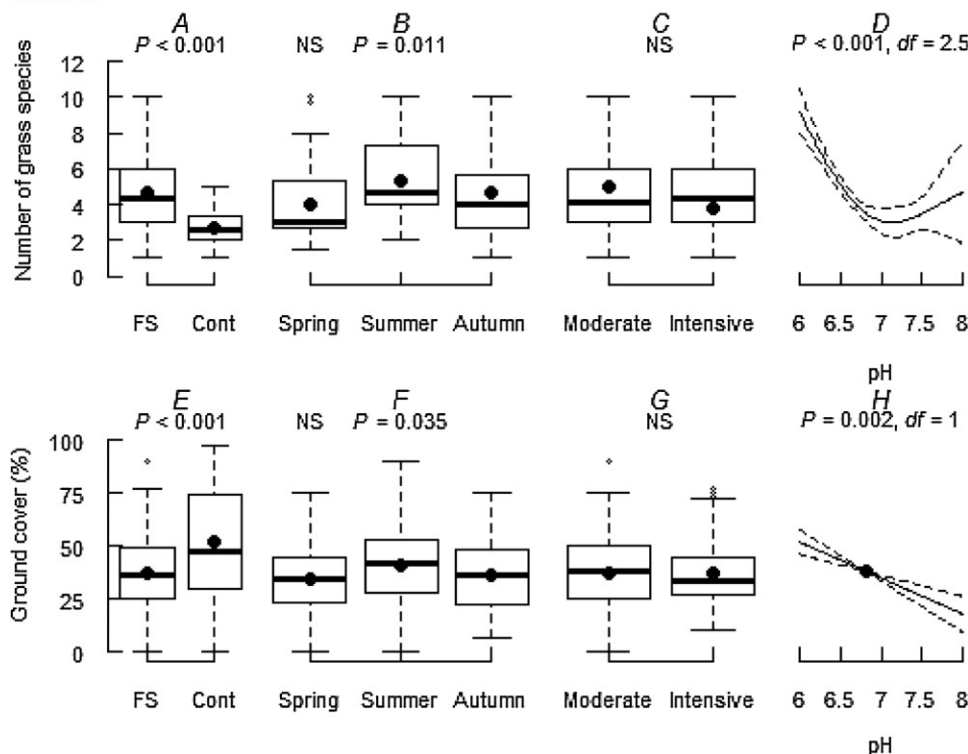 A B C D
P < 0.001 NS P = 0.011 NS P < 0.001, df = 2.5
Number of grass species
12
10
8
6
4
2
0
FS Cont Spring Summer Autumn Moderate Intensive 6 6.5 7 7.5 8
pH
E F G H
P < 0.001 NS P = 0.035 NS P = 0.002, df = 1
Ground cover (%)
100
75
50
25
0
FS Cont Spring Summer Autumn Moderate Intensive 6 6.5 7 7.5 8
pH